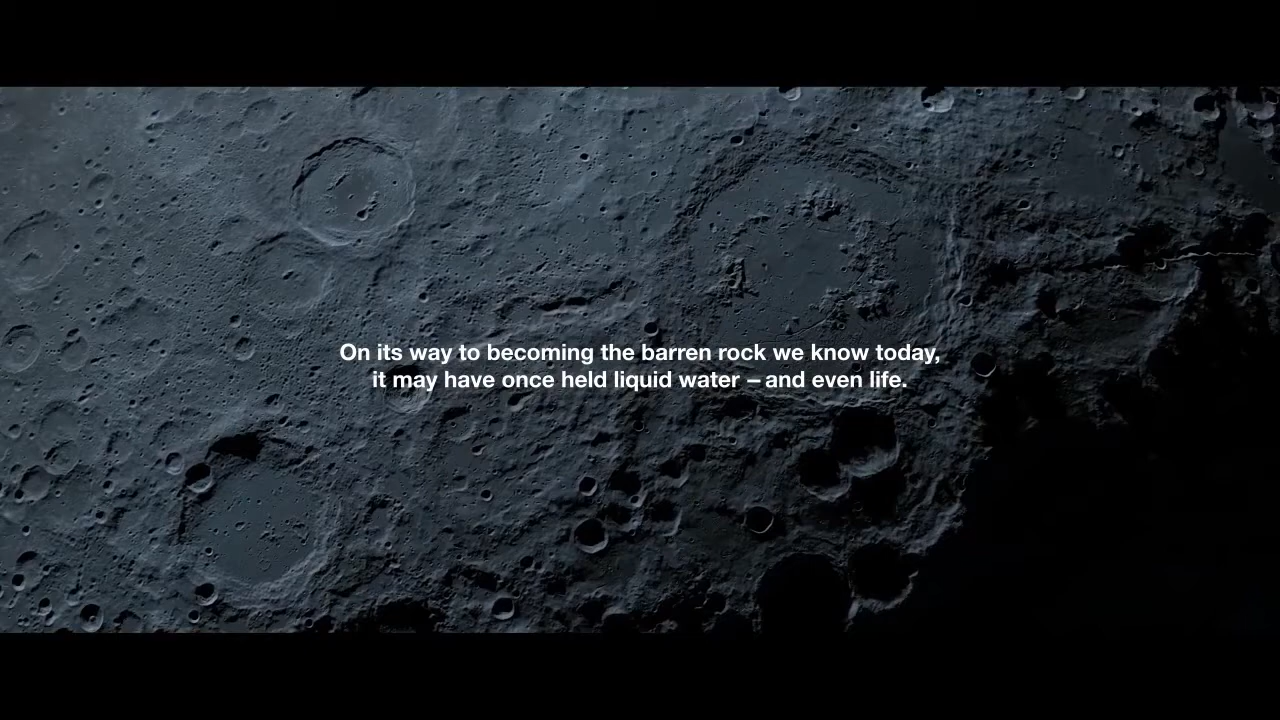 On its way to becoming the barren rock we know today,
it may have once held liquid water – and even life.